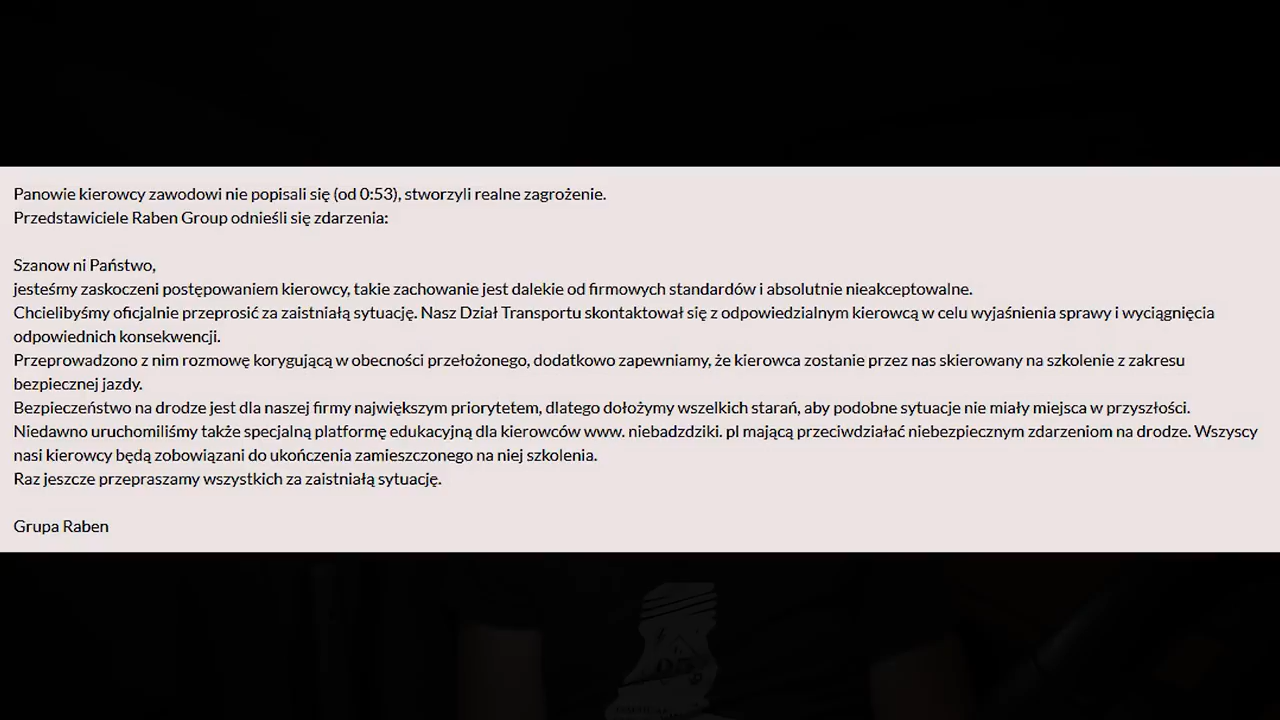 Panowie kierowcy zawodowi nie popisali się (od 0:53), stworzyli realne zagrożenie.
Przedstawiciele Raben Group odnieśli się zdarzenia:
Szanow ni Państwo,
jesteśmy zaskoczeni postępowaniem kierowcy, takie zachowanie jest dalekie od firmowych standardów i absolutnie nieakceptowalne.
Chcielibyśmy oficjalnie przeprosić za zaistniałą sytuację. Nasz Dział Transportu skontaktował się z odpowiedzialnym kierowcą w celu wyjaśnienia sprawy i wyciągnięcia
odpowiednich konsekwencji.
Przeprowadzono z nim rozmowę korygującą w obecności przełożonego, dodatkowo zapewniamy, że kierowca zostanie przez nas skierowany na szkolenie z zakresu
bezpiecznej jazdy.
Bezpieczeństwo na drodze jest dla naszej firmy największym priorytetem, dlatego dołożymy wszelkich starań, aby podobne sytuacje nie miały miejsca w przyszłości.
Niedawno uruchomiliśmy także specjalną platformę edukacyjną dla kierowców www. niebadzdziki. pl mającą przeciwdziałać niebezpiecznym zdarzeniom na drodze. Wszyscy
nasi kierowcy będą zobowiązani do ukończenia zamieszczonego na niej szkolenia.
Raz jeszcze przepraszamy wszystkich za zaistniałą sytuację.
Grupa Raben